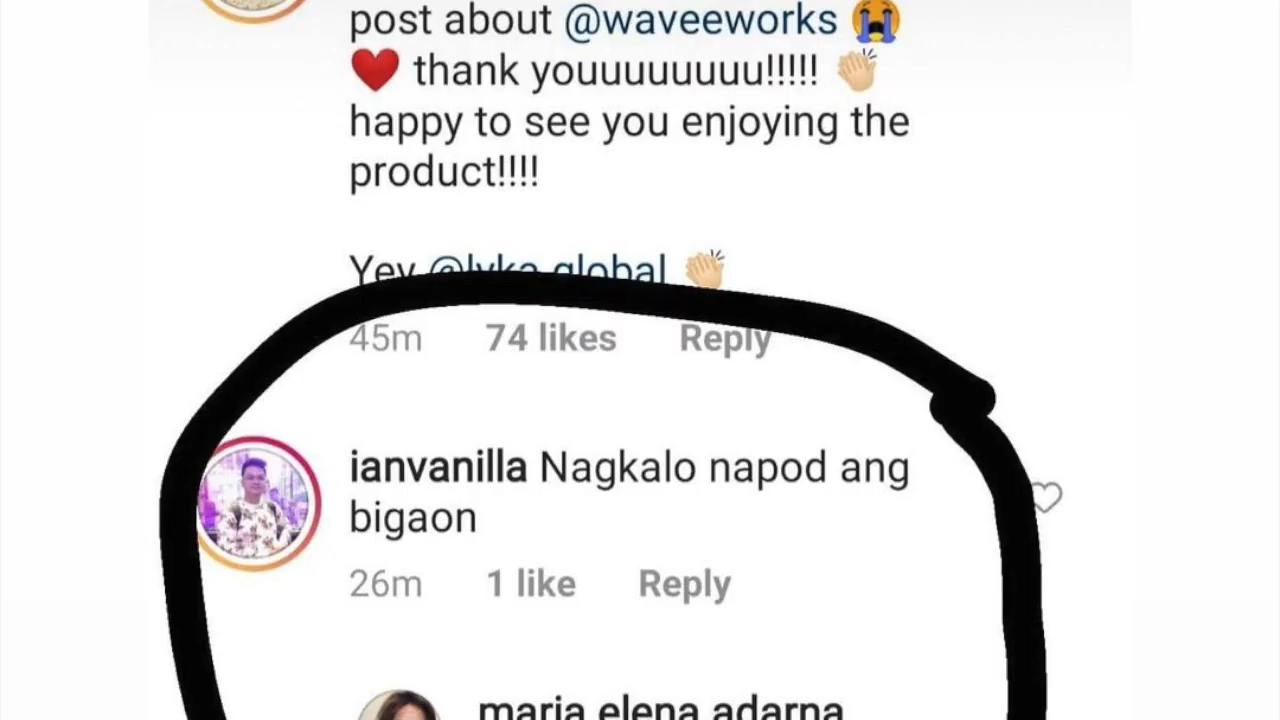 post about @waveeworks 😭
❤️ thank youuuuuuuu!!!!! 👏🏻
happy to see you enjoying the
product!!!!
Yey @lyka.global 👏🏻
45m 74 likes Reply
ianvanilla Nagkalo napod ang
bigaon
26m 1 like Reply
maria.elena.adarna